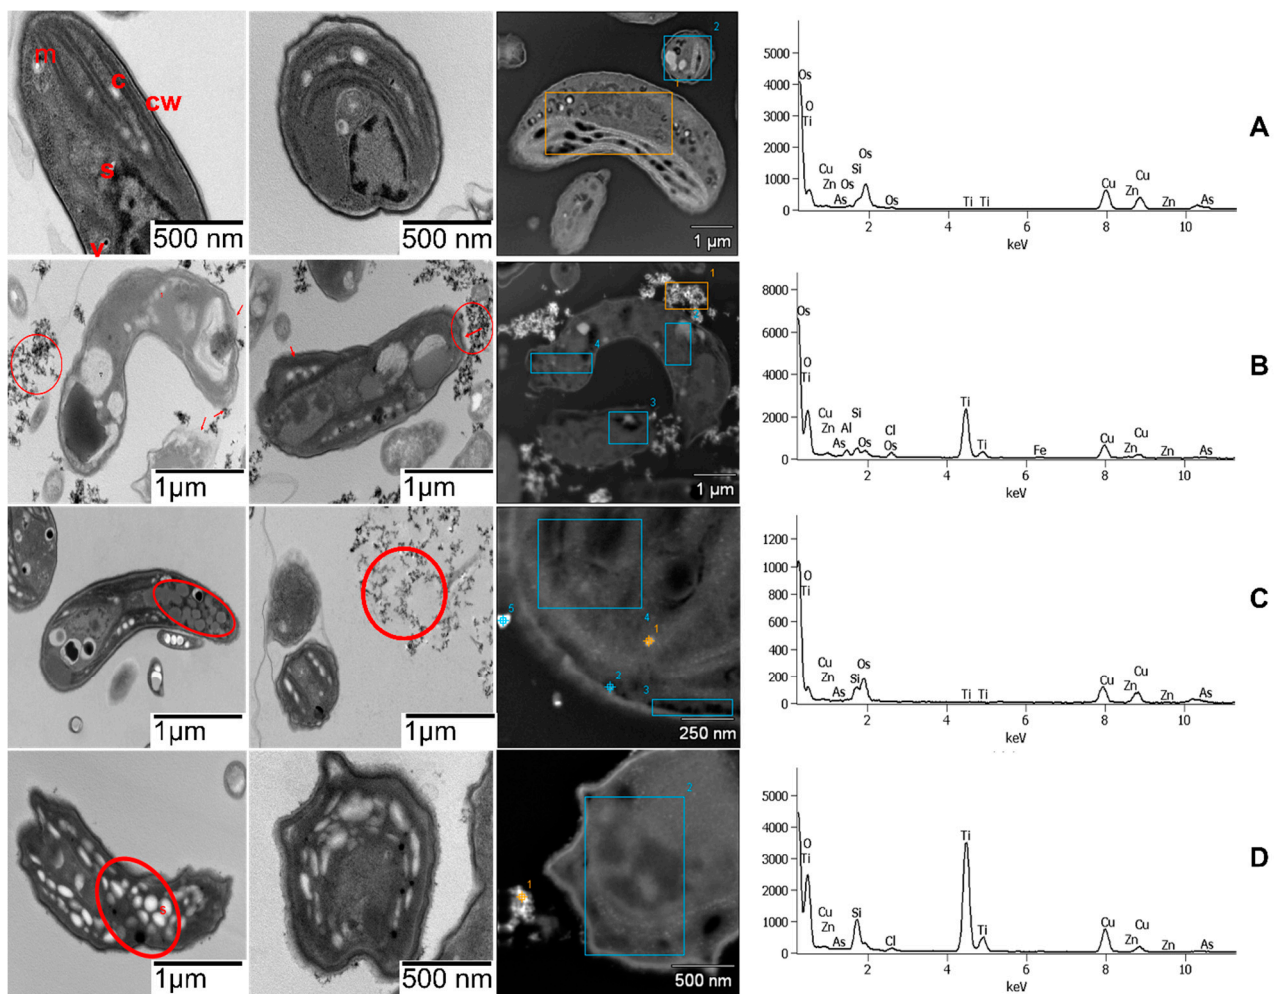 m
c
cw
s
v
500 nm
500 nm
2
1
1 µm
5000
4000
3000
2000
1000
0
Os
O
Ti
Cu
Zn
As
Os
Si
Os
Os
Ti
Ti
Cu
Zn
Cu
Zn
As
2
4
6
8
10
keV
A
1µm
1µm
1
4
3
1 µm
8000
6000
4000
2000
0
Os
O
Ti
Cu
Zn
As
Al
Si
Os
Cl
Os
Ti
Ti
Fe
Cu
Zn
Cu
Zn
As
2
4
6
8
10
keV
B
1µm
1µm
5
4
1
2
3
250 nm
1200
1000
800
600
400
200
0
O
Ti
Cu
Zn
As
Si
Os
Ti
Ti
Cu
Zn
Cu
Zn
As
2
4
6
8
10
keV
C
s
1µm
500 nm
1
2
500 nm
5000
4000
3000
2000
1000
0
O
Ti
Cu
Zn
As
Si
Cl
Ti
Ti
Cu
Zn
Cu
Zn
As
2
4
6
8
10
keV
D